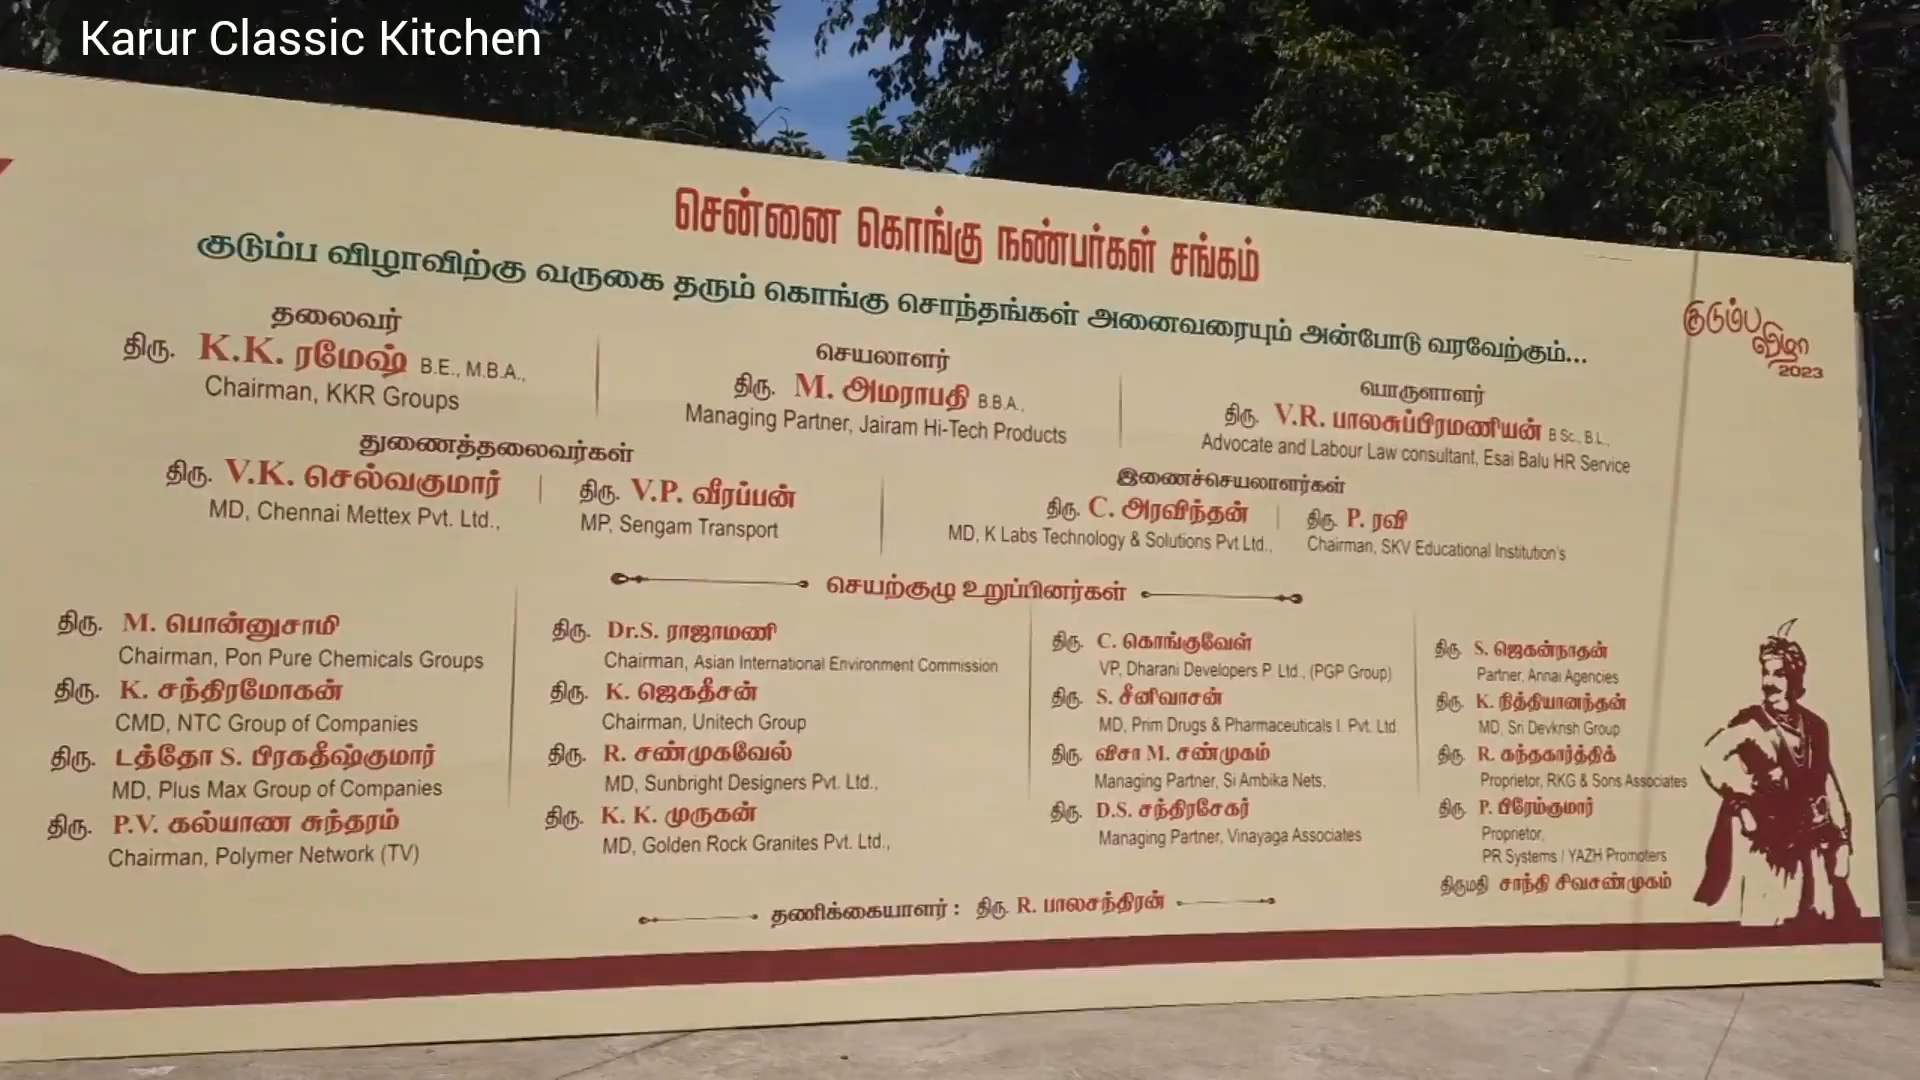 Karur Classic Kitchen
சென்னை கொங்கு நண்பர்கள் சங்கம்
குடும்ப விழாவிற்கு வருகை தரும் கொங்கு சொந்தங்கள் அனைவரையும் அன்போடு வரவேற்கும்...
குடும்ப
விழா
2023
தலைவர்
திரு. K.K. ரமேஷ் B.E., M.B.A.,
Chairman, KKR Groups
செயலாளர்
திரு. M. அமராபதி B.B.A.,
Managing Partner, Jairam Hi-Tech Products
பொருளாளர்
திரு. V.R. பாலசுப்பிரமணியன் B.Sc., B.L.,
Advocate and Labour Law consultant, Esai Balu HR Service
துணைத்தலைவர்கள்
திரு. V.K. செல்வகுமார்
MD, Chennai Mettex Pvt. Ltd.,
திரு. V.P. வீரப்பன்
MP, Sengam Transport
இணைச்செயலாளர்கள்
திரு. C. அரவிந்தன்
MD, K Labs Technology & Solutions Pvt Ltd.,
திரு. P. ரவி
Chairman, SKV Educational Institution's
செயற்குழு உறுப்பினர்கள்
திரு. M. பொன்னுசாமி
Chairman, Pon Pure Chemicals Groups
திரு. K. சந்திரமோகன்
CMD, NTC Group of Companies
திரு. டத்தோ S. பிரகதீஷ்குமார்
MD, Plus Max Group of Companies
திரு. P.V. கல்யாண சுந்தரம்
Chairman, Polymer Network (TV)
திரு. Dr.S. ராஜாமணி
Chairman, Asian International Environment Commission
திரு. K. ஜெகதீசன்
Chairman, Unitech Group
திரு. R. சண்முகவேல்
MD, Sunbright Designers Pvt. Ltd.,
திரு. K. K. முருகன்
MD, Golden Rock Granites Pvt. Ltd.,
திரு. C. கொங்குவேள்
VP, Dharani Developers P. Ltd., (PGP Group)
திரு. S. சீனிவாசன்
MD, Prim Drugs & Pharmaceuticals I. Pvt. Ltd.
திரு. விசா M. சண்முகம்
Managing Partner, Si Ambika Nets.
திரு. D.S. சந்திரசேகர்
Managing Partner, Vinayaga Associates
திரு. S. ஜெகன்நாதன்
Partner, Annai Agencies
திரு. K. நித்தியானந்தன்
MD, Sri Devkrish Group
திரு. R. கந்தகார்த்திக்
Proprietor, RKG & Sons Associates
திரு. P. பிரேம்குமார்
Proprietor,
PR Systems / YAZH Promoters
திருமதி சாந்தி சிவசண்முகம்
தணிக்கையாளர் : திரு. R. பாலசந்திரன்